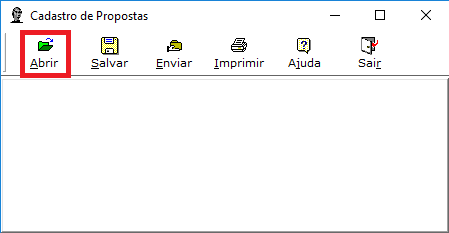 Cadastro de Propostas
Abrir Salvar Enviar Imprimir Ajuda Sair